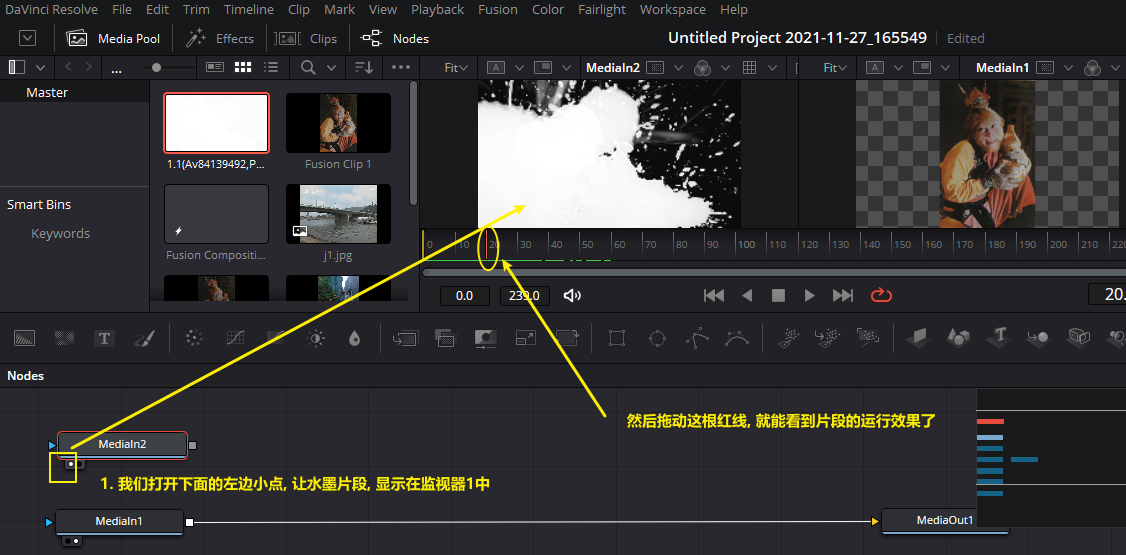 DaVinci Resolve File Edit Trim Timeline Clip Mark View Playback Fusion Color Fairlight Workspace Help
Media Pool Effects Clips Nodes Untitled Project 2021-11-27_165549 Edited
... Fit A MediaIn2 Fit A MediaIn1
Master
1.1(Av84139492,P... Fusion Clip 1
Smart Bins
Keywords
Fusion Compositi... j1.jpg
0 10 20 30 40 50 60 70 80 90 100 110 120 130 140 150 160 170 180 190 200 210 220
0.0 239.0 20.
T T
Nodes
然后拖动这根红线, 就能看到片段的运行效果了
MediaIn2
1. 我们打开下面的左边小点, 让水墨片段, 显示在监视器1中
MediaIn1 MediaOut1